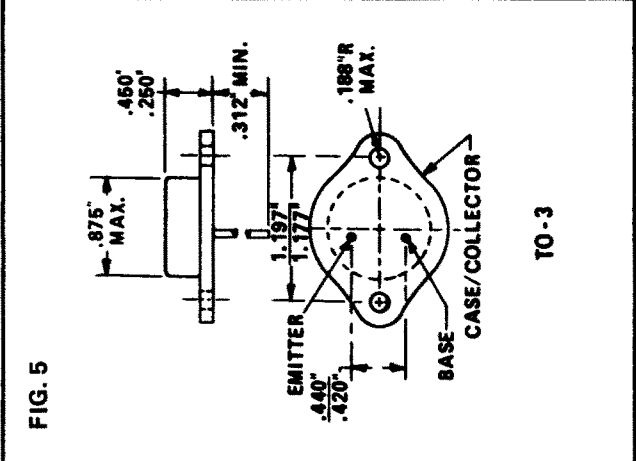 FIG. 5
.875"
MAX.
.450"
.250"
.312" MIN.
1.197"
1.177"
.188"R
MAX.
EMITTER
.440"
.420"
BASE
CASE/COLLECTOR
TO-3